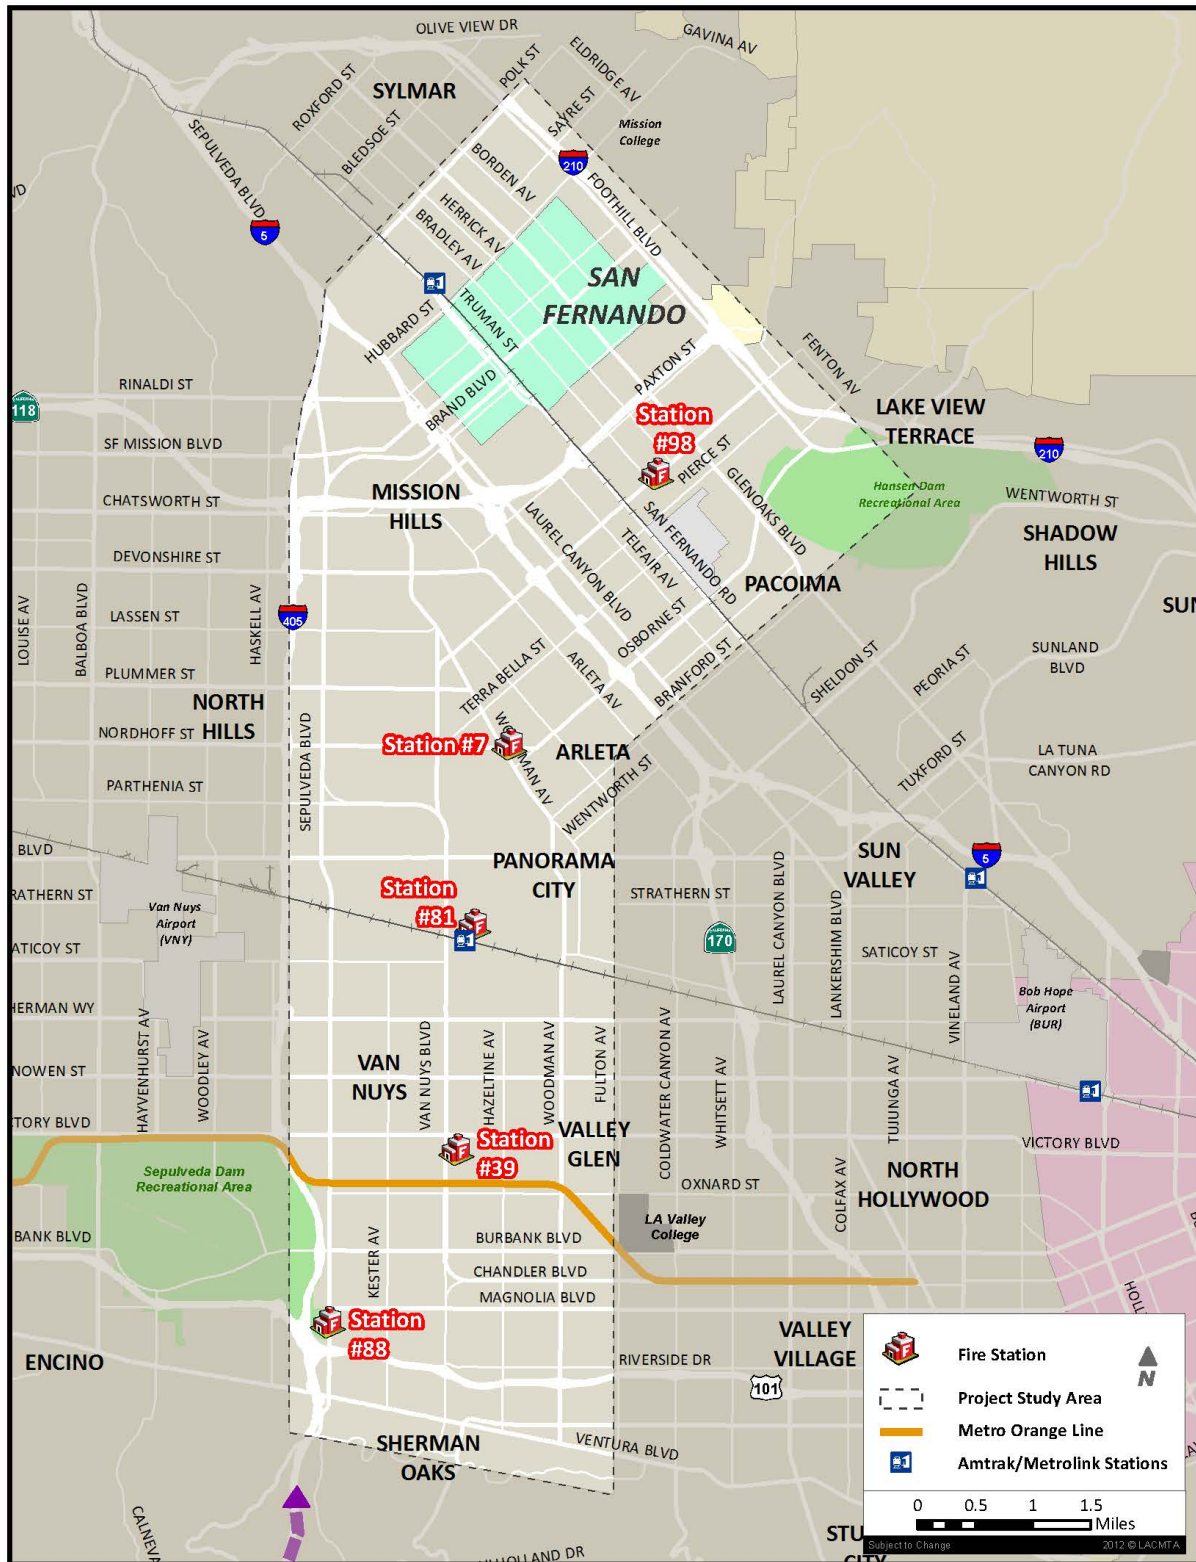 OLIVE VIEW DR
GAVINA AV
POLK ST
ELDRIDGE AV
SYLMAR
ROXFORD ST
SAYRE ST
BLEDSOE ST
Mission
College
SEPULVEDA BLVD
BORDEN AV
210
FOOTHILL BLVD
5
HERRICK AV
BRADLEY AV
SAN
FERNANDO
TRUMAN ST
HUBBARD ST
FENTON AV
PAXTON ST
RINALDI ST
BRAND BLVD
118
LAKE VIEW
TERRACE
Station
#98
SF MISSION BLVD
PIERCE ST
210
MISSION
HILLS
GLENOAKS BLVD
Hansen Dam
Recreational Area
WENTWORTH ST
CHATSWORTH ST
LAUREL CANYON BLVD
SAN FERNANDO RD
TELFAIR AV
SHADOW
HILLS
DEVONSHIRE ST
PACOIMA
LOUISE AV
BALBOA BLVD
HASKELL AV
LASSEN ST
405
OSBORNE ST
SUN
SUNLAND
BLVD
PLUMMER ST
TERRA BELLA ST
ARLETA AV
BRANFORD ST
SHELDON ST
PEORIA ST
NORTH
HILLS
NORDHOFF ST
SEPULVEDA BLVD
Station #7
ARLETA
TUXFORD ST
LA TUNA
CANYON RD
PARTHENIA ST
WENTWORTH ST
BLVD
PANORAMA
CITY
SUN
VALLEY
5
RATHERN ST
Station
#81
STRATHERN ST
LAUREL CANYON BLVD
LANKERSHIM BLVD
Van Nuys
Airport
(VNY)
170
ATICOY ST
SATICOY ST
VINELAND AV
Bob Hope
Airport
(BUR)
HERMAN WY
HAYVENHURST AV
WOODLEY AV
VAN
NUYS
VAN NUYS BLVD
HAZELTINE AV
WOODMAN AV
FULTON AV
COLDWATER CANYON AV
WHITSETT AV
TUJUNGA AV
NOWEN ST
CTORY BLVD
Station
#39
VALLEY
GLEN
VICTORY BLVD
Sepulveda Dam
Recreational Area
OXNARD ST
COLFAX AV
NORTH
HOLLYWOOD
LA Valley
College
BANK BLVD
KESTER AV
BURBANK BLVD
CHANDLER BLVD
MAGNOLIA BLVD
Station
#88
VALLEY
VILLAGE
ENCINO
RIVERSIDE DR
101
SHERMAN
OAKS
VENTURA BLVD
Fire Station
N
Project Study Area
Metro Orange Line
Amtrak/Metrolink Stations
0 0.5 1 1.5
Miles
Subject to Change
2012 © LACMTA